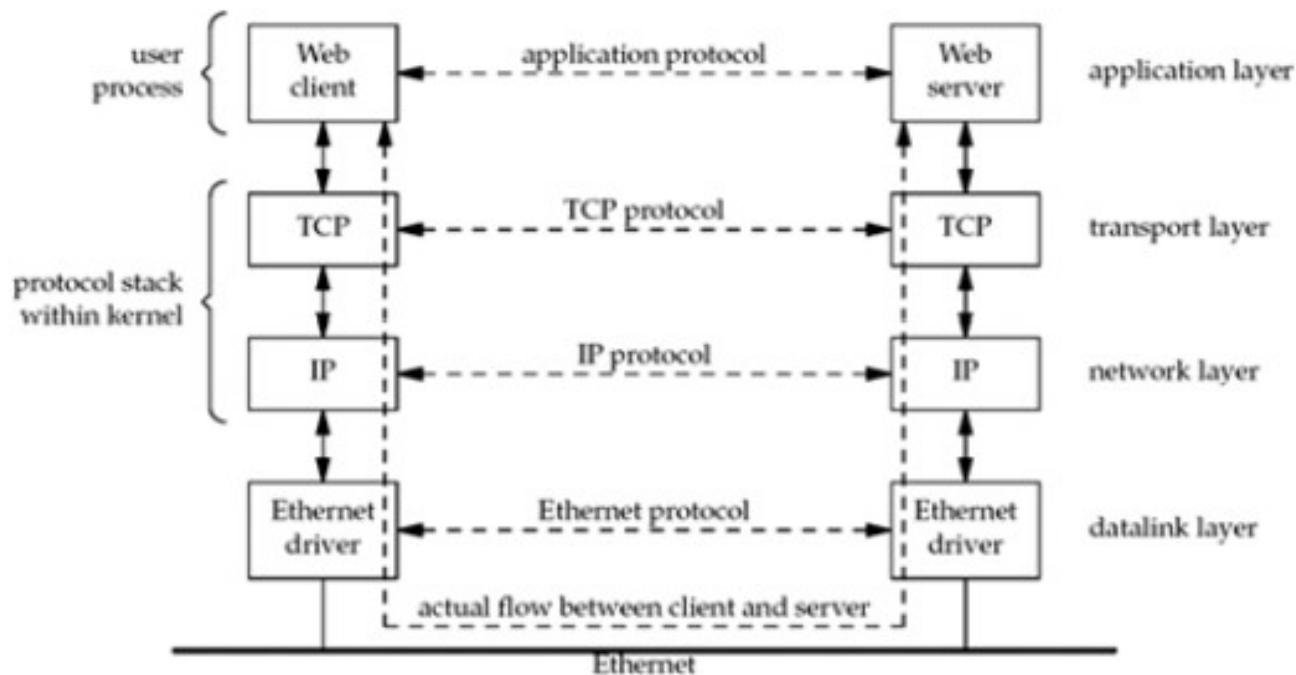 user
process
Web
client
application protocol
Web
server
application layer
protocol stack
within kernel
TCP
TCP protocol
TCP
transport layer
IP
IP protocol
IP
network layer
Ethernet
driver
Ethernet protocol
Ethernet
driver
datalink layer
actual flow between client and server
Ethernet